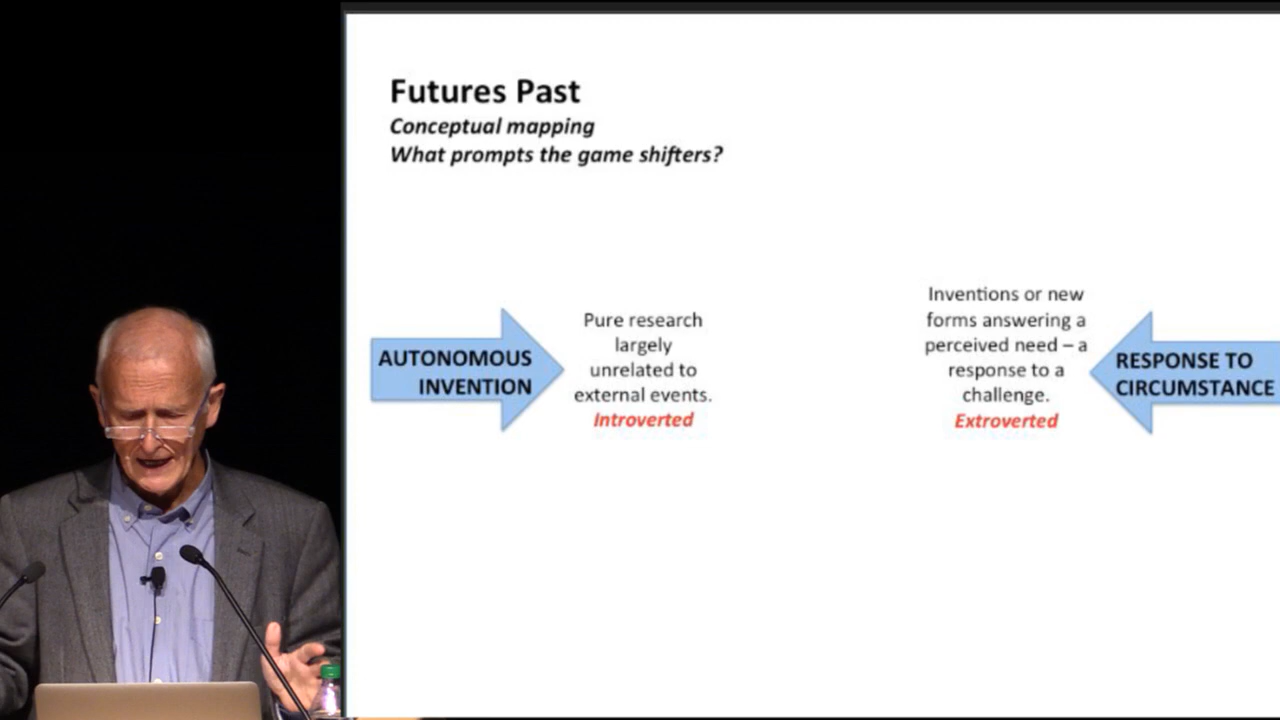 Futures Past
Conceptual mapping
What prompts the game shifters?
AUTONOMOUS
INVENTION
Pure research
largely
unrelated to
external events.
Introverted
Inventions or new
forms answering a
perceived need – a
response to a
challenge.
Extroverted
RESPONSE TO
CIRCUMSTANCE